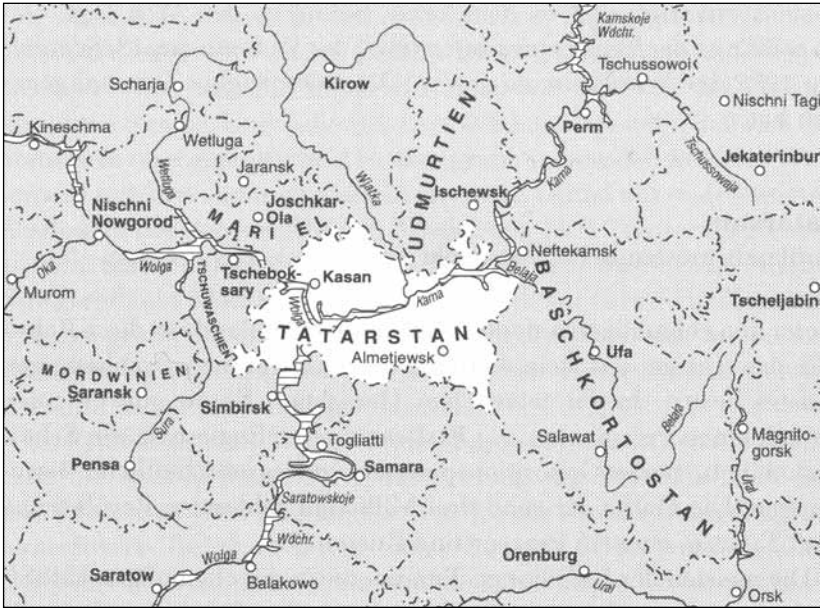 Kamskoje
Wdchr.
Scharja
Kirow
Tschussowoi
Nischni Tagi
Kineschma
Wetluga
Perm
Tschussowaja
Jekaterinbur
Wetluga
Jaransk
Wjatka
UDMURTIEN
Ischewsk
Kama
Nischni
Nowgorod
MARI EL
Joschkar-
Ola
Neftekamsk
Oka
Wolga
Tschebok-
sary
Kasan
Belaja
Murom
TSCHUWASCHIEN
Wolga
Kama
Tscheljabins
TATARSTAN
BASCHKORTOSTAN
Almetjewsk
Ufa
MORDWINIEN
Saransk
Simbirsk
Sura
Belaja
Togliatti
Salawat
Magnito-
gorsk
Pensa
Samara
Ural
Saratowskoje
Wdchr.
Wolga
Orenburg
Saratow
Balakowo
Ural
Orsk